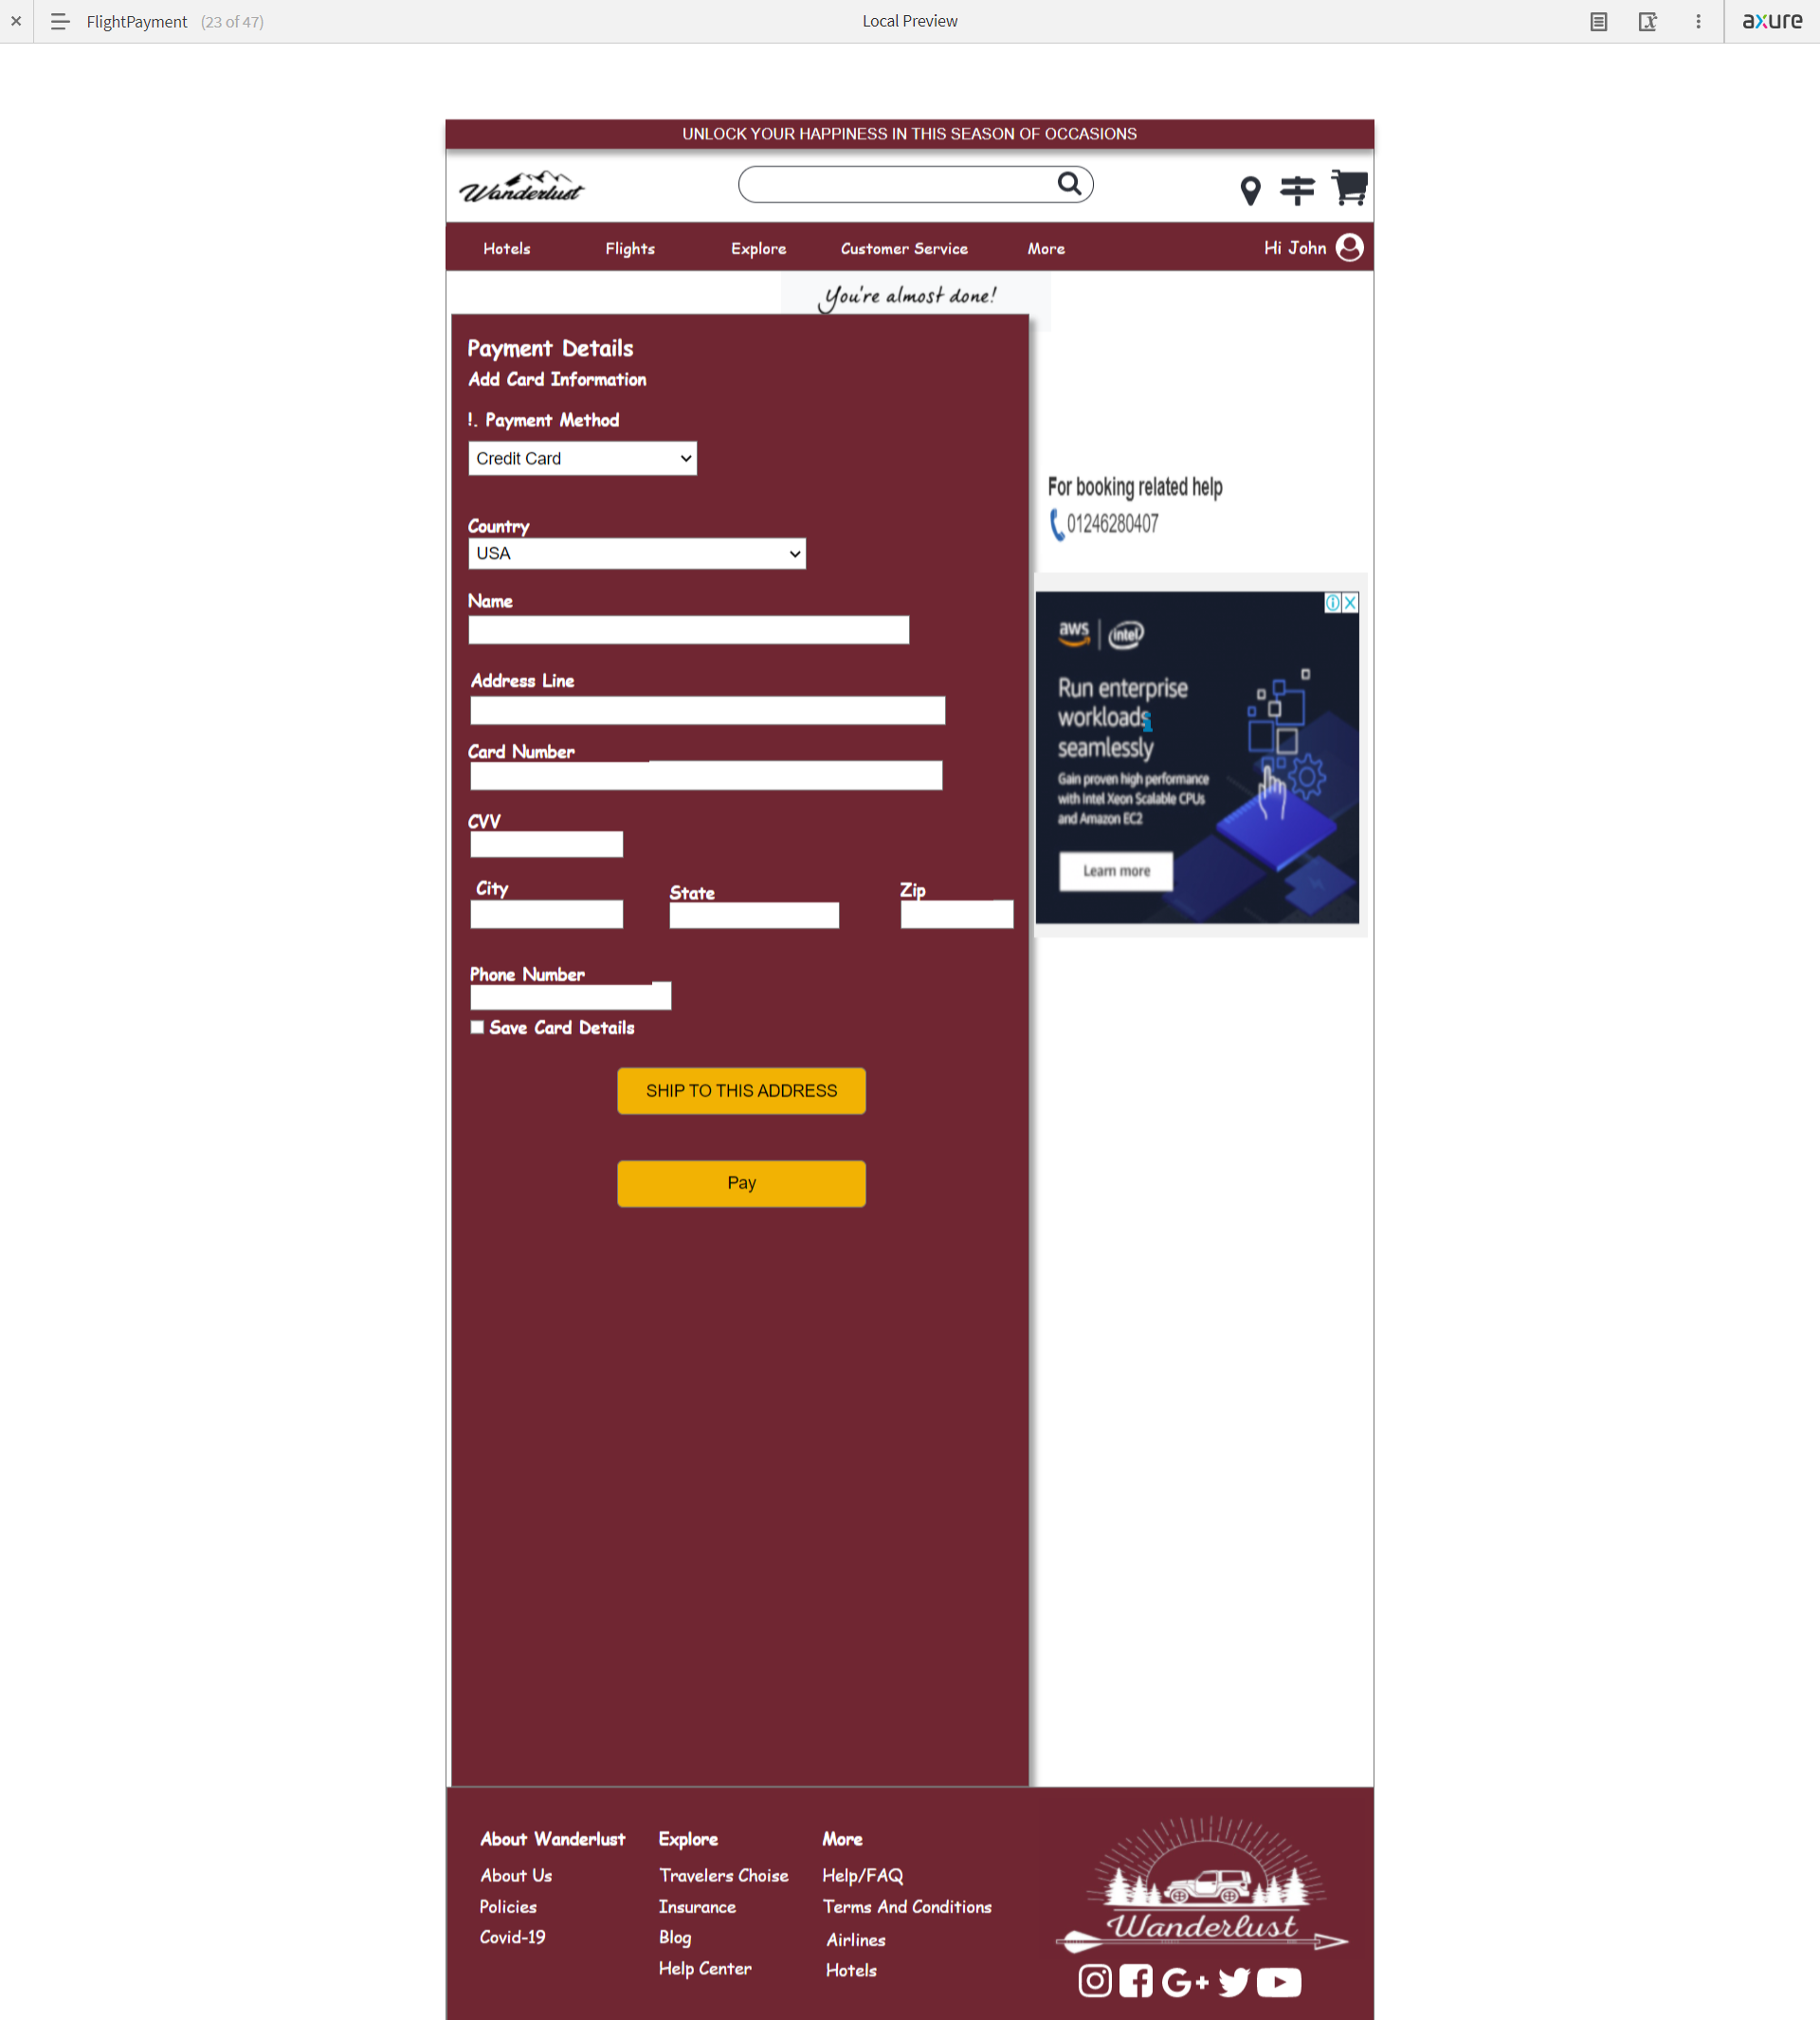 FlightPayment (23 of 47)
Local Preview
axure
UNLOCK YOUR HAPPINESS IN THIS SEASON OF OCCASIONS
Wanderlust
Hotels Flights Explore Customer Service More Hi John
You're almost done!
Payment Details
Add Card Information
!. Payment Method
Credit Card
Country
USA
Name
Address Line
Card Number
CVV
City State Zip
Phone Number
Save Card Details
SHIP TO THIS ADDRESS
Pay
For booking related help
01246280407
aws intel
Run enterprise
workloads
seamlessly
Gain proven high performance
with Intel Xeon Scalable CPUs
and Amazon EC2
Learn more
About Wanderlust
About Us
Policies
Covid-19
Explore
Travelers Choise
Insurance
Blog
Help Center
More
Help/FAQ
Terms And Conditions
Airlines
Hotels
Wanderlust
G+